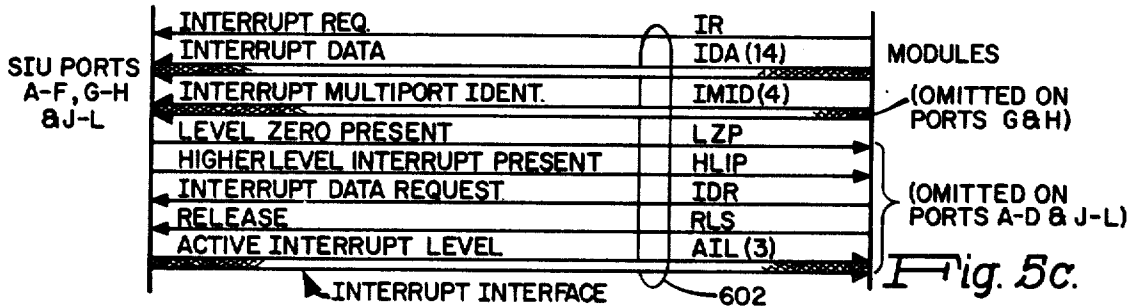 INTERRUPT REQ. IR
INTERRUPT DATA IDA (14)
INTERRUPT MULTIPORT IDENT. IMID (4)
LEVEL ZERO PRESENT LZP
HIGHER LEVEL INTERRUPT PRESENT HLIP
INTERRUPT DATA REQUEST IDR
RELEASE RLS
ACTIVE INTERRUPT LEVEL AIL (3)
SIU PORTS
A-F, G-H
& J-L
MODULES
(OMITTED ON
PORTS G & H)
(OMITTED ON
PORTS A-D & J-L)
INTERRUPT INTERFACE
602
Fig. 5c.